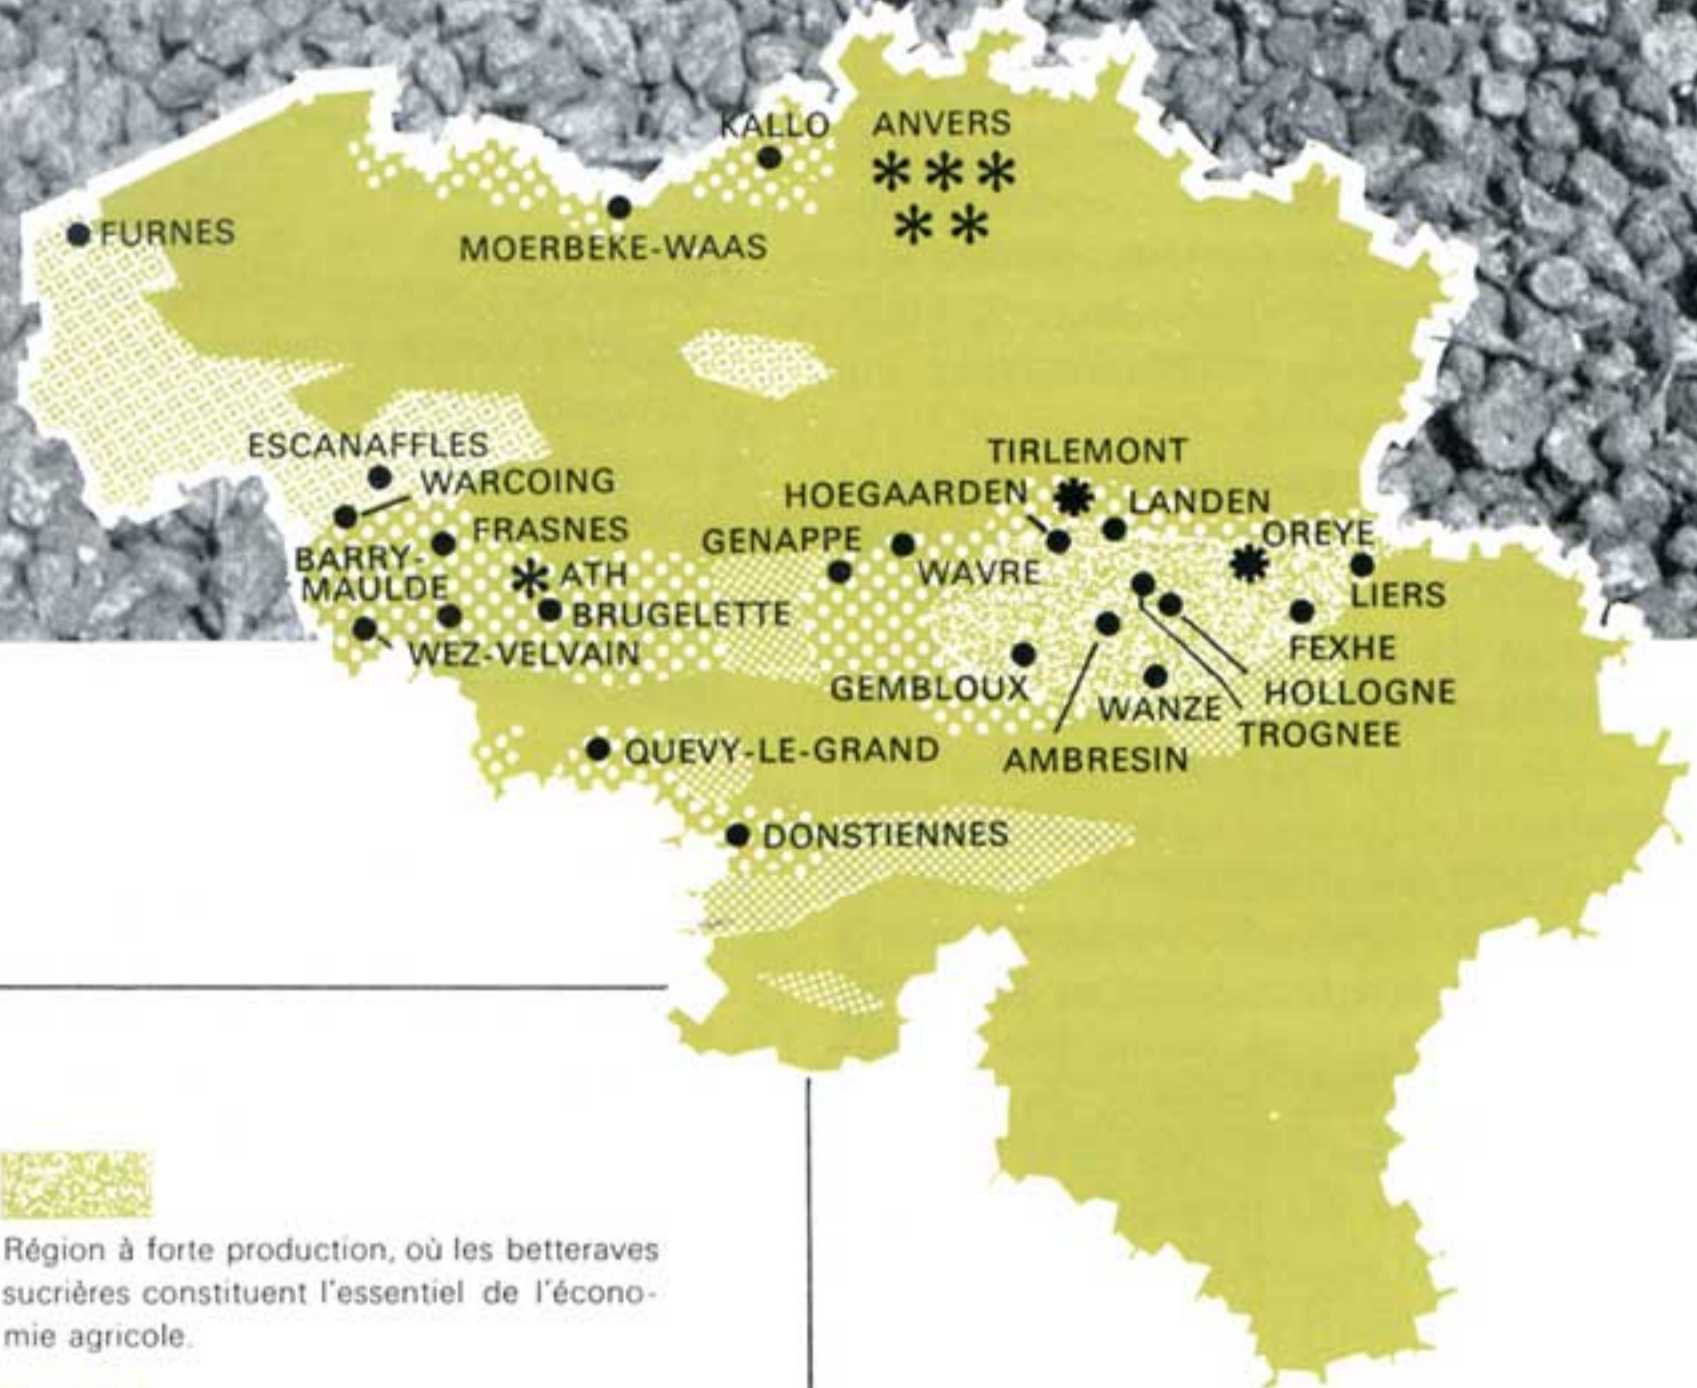 KALLO ANVERS
FURNES
MOERBEKE-WAAS
ESCANAFFLES
WARCOING
TIRLEMONT
HOEGAARDEN
LANDEN
FRASNES
GENAPPE
OREYE
BARRY-
MAULDE
ATH
WAVRE
LIERS
BRUGELETTE
WEZ-VELVAIN
FEXHE
GEMBLOUX
HOLLOGNE
WANZE
TROGNEE
QUEVY-LE-GRAND
AMBRESIN
DONSTIENNES
Région à forte production, où les betteraves
sucrières constituent l'essentiel de l'écono-
mie agricole.